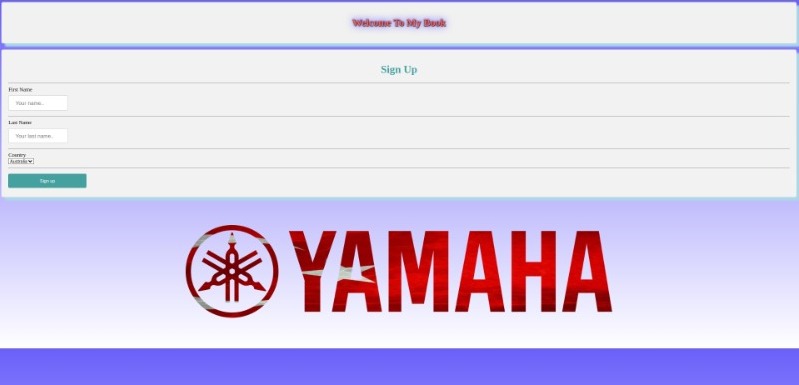 Welcome To My Book
Sign Up
First Name
Your name..
Last Name
Your last name..
Country
Australia
Sign up
YAMAHA